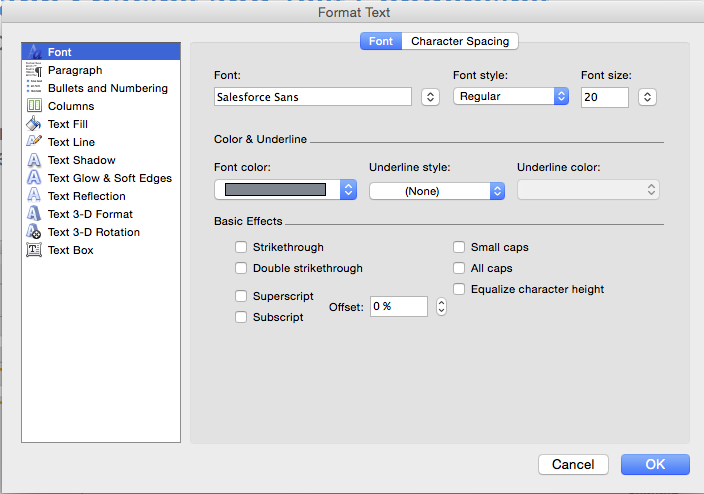 Format Text
Font
Paragraph
Bullets and Numbering
Columns
Text Fill
Text Line
Text Shadow
Text Glow & Soft Edges
Text Reflection
Text 3-D Format
Text 3-D Rotation
Text Box
Font Character Spacing
Font: Font style: Font size:
Salesforce Sans Regular 20
Color & Underline
Font color: Underline style: Underline color:
(None)
Basic Effects
Strikethrough Small caps
Double strikethrough All caps
Equalize character height
Superscript
Offset: 0 %
Subscript
Cancel OK